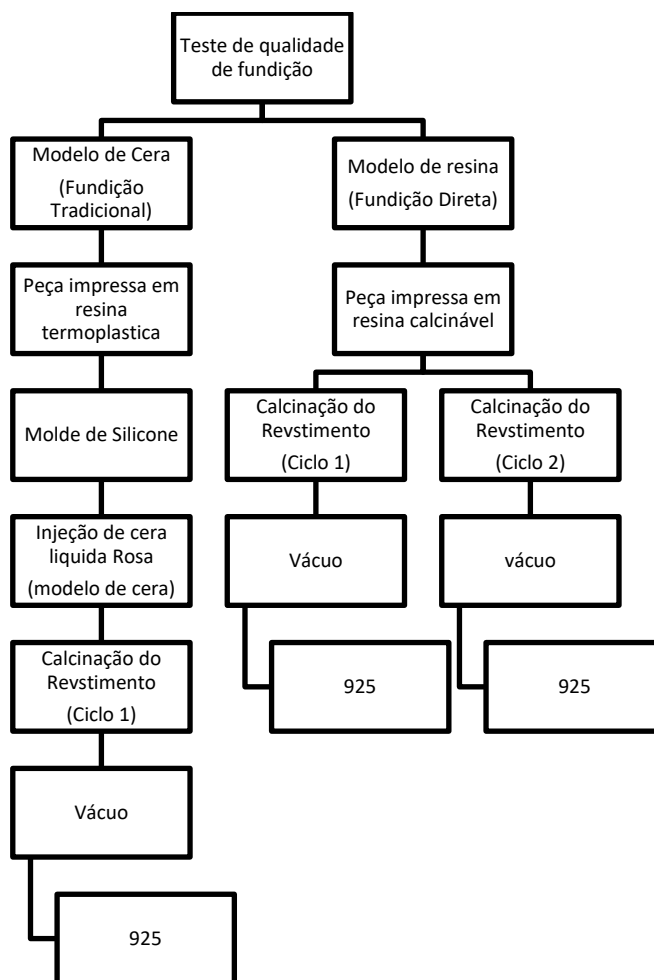 Teste de qualidade
de fundição
Modelo de Cera
(Fundição
Tradicional)
Peça impressa em
resina
termoplastica
Molde de Silicone
Injeção de cera
liquida Rosa
(modelo de cera)
Calcinação do
Revstimento
(Ciclo 1)
Vácuo
925
Modelo de resina
(Fundição Direta)
Peça impressa em
resina calcinável
Calcinação do
Revstimento
(Ciclo 1)
Vácuo
925
Calcinação do
Revstimento
(Ciclo 2)
vácuo
925